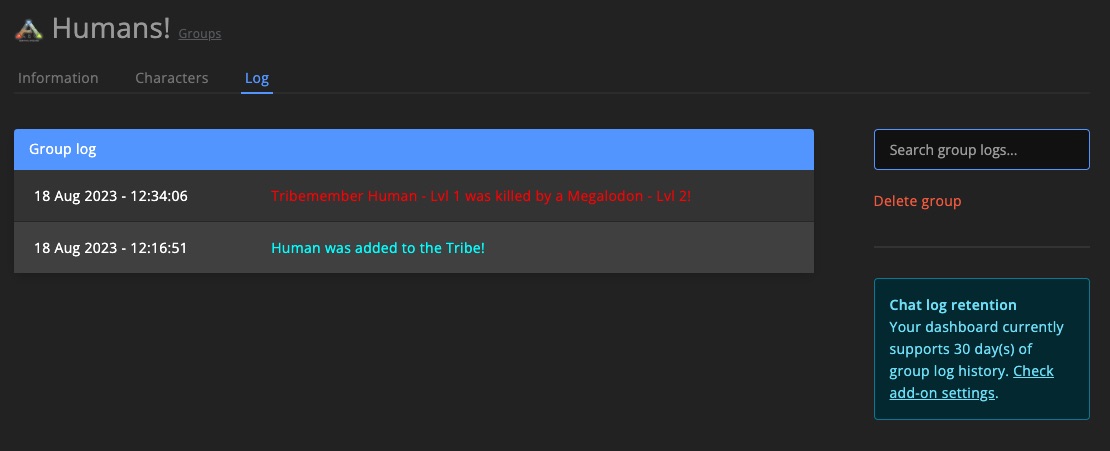 Humans! Groups
Information Characters Log
Group log
18 Aug 2023 - 12:34:06 Tribemember Human - Lvl 1 was killed by a Megalodon - Lvl 2!
18 Aug 2023 - 12:16:51 Human was added to the Tribe!
Search group logs...
Delete group
Chat log retention
Your dashboard currently
supports 30 day(s) of
group log history. Check
add-on settings.